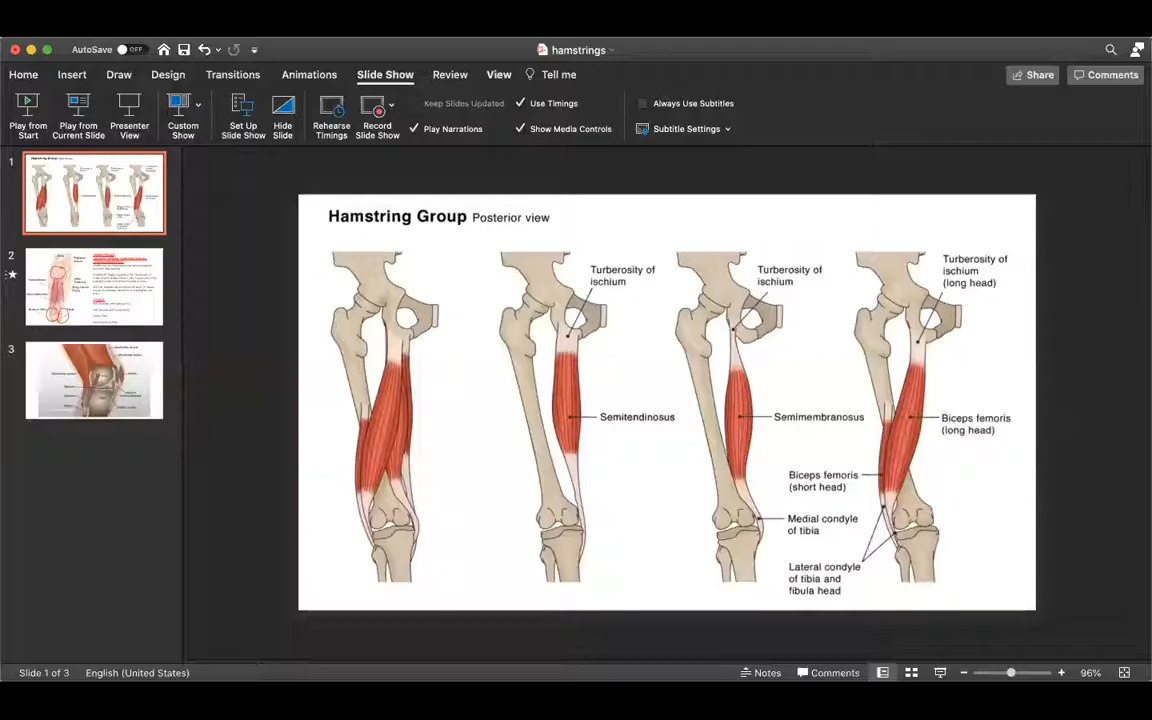 AutoSave OFF
hamstrings
Home Insert Draw Design Transitions Animations Slide Show Review View Tell me
Share Comments
Play from Start
Play from Current Slide
Presenter View
Custom Show
Set Up Slide Show
Hide Slide
Rehearse Timings
Record Slide Show
Keep Slides Updated
Play Narrations
Use Timings
Show Media Controls
Always Use Subtitles
Subtitle Settings
1
2
3
Hamstring Group Posterior view
Turberosity of
ischium
Turberosity of
ischium
Turberosity of
ischium
(long head)
Semitendinosus
Semimembranosus
Biceps femoris
(long head)
Biceps femoris
(short head)
Medial condyle
of tibia
Lateral condyle
of tibia and
fibula head
Slide 1 of 3 English (United States)
Notes Comments 96%